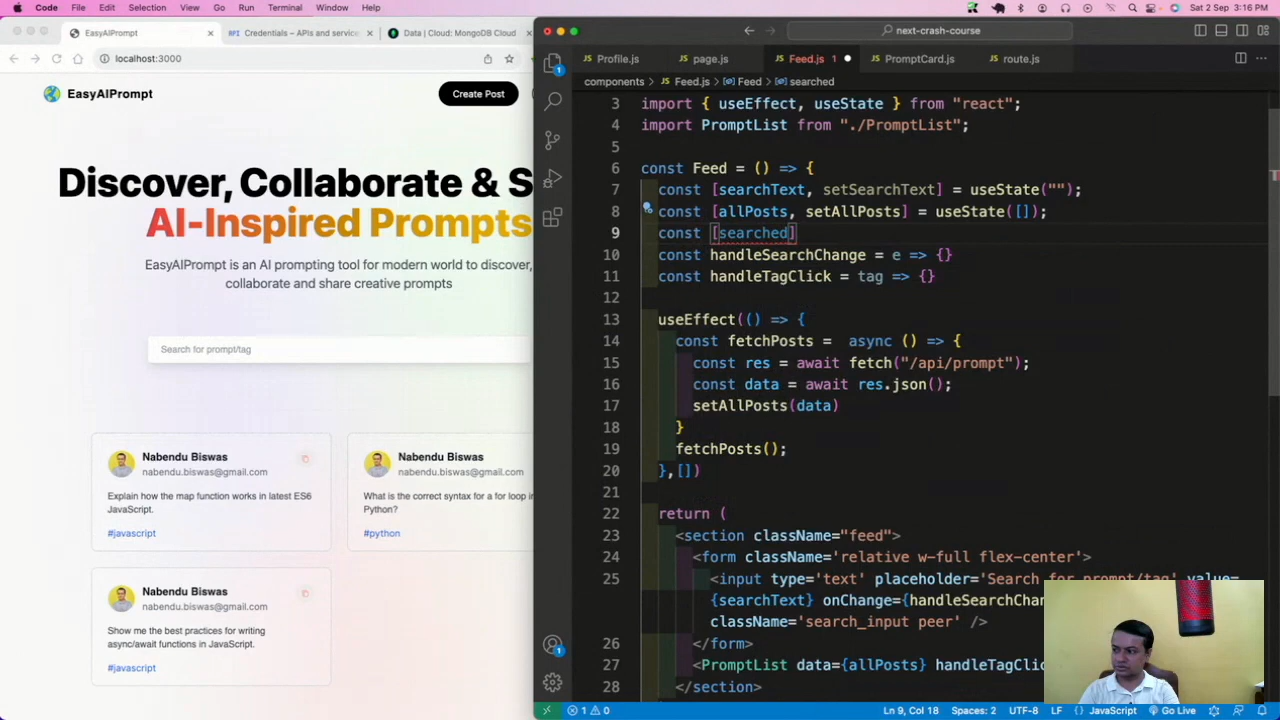 Code File Edit Selection View Go Run Terminal Window Help
Sat 2 Sep 3:16 PM
EasyAIPrompt
Credentials – APIs and service
Data | Cloud: MongoDB Cloud
localhost:3000
EasyAIPrompt
Create Post
Discover, Collaborate & S
AI-Inspired Prompts
EasyAIPrompt is an AI prompting tool for modern world to discover,
collaborate and share creative prompts
Search for prompt/tag
Nabendu Biswas
nabendu.biswas@gmail.com
Explain how the map function works in latest ES6
JavaScript.
#javascript
Nabendu Biswas
nabendu.biswas@gmail.com
What is the correct syntax for a for loop in
Python?
#python
Nabendu Biswas
nabendu.biswas@gmail.com
Show me the best practices for writing
async/await functions in JavaScript.
#javascript
next-crash-course
Profile.js page.js Feed.js 1 PromptCard.js route.js
components > Feed.js > Feed > searched
3 import { useEffect, useState } from "react";
4 import PromptList from "./PromptList";
5
6 const Feed = () => {
7 const [searchText, setSearchText] = useState("");
8 const [allPosts, setAllPosts] = useState([]);
9 const [searched]
10 const handleSearchChange = e => {}
11 const handleTagClick = tag => {}
12
13 useEffect(() => {
14 const fetchPosts = async () => {
15 const res = await fetch("/api/prompt");
16 const data = await res.json();
17 setAllPosts(data)
18 }
19 fetchPosts();
20 },[])
21
22 return (
23 <section className="feed">
24 <form className='relative w-full flex-center'>
25 <input type='text' placeholder='Search for prompt/tag' value=
{searchText} onChange={handleSearchChan
className='search_input peer' />
26 </form>
27 <PromptList data={allPosts} handleTagClic
28 </section>
1 0
Ln 9, Col 18 Spaces: 2 UTF-8 LF {} JavaScript Go Live